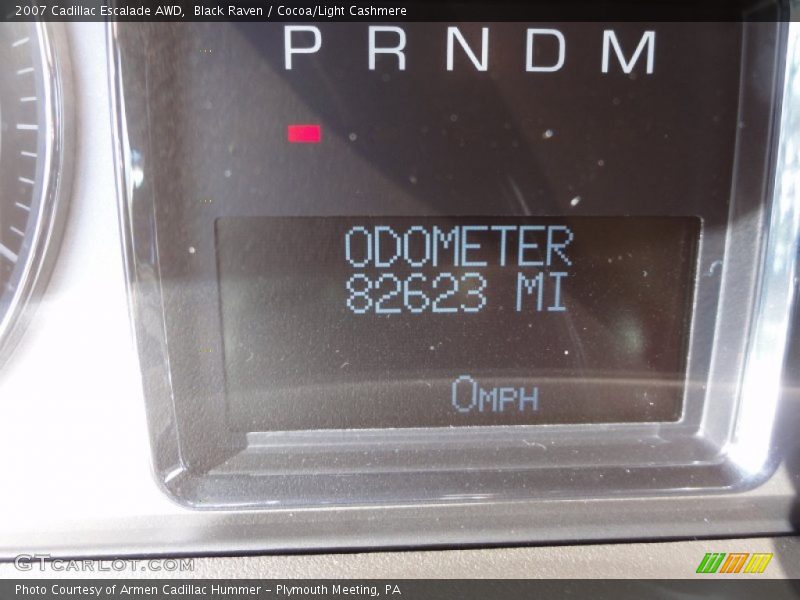 2007 Cadillac Escalade AWD, Black Raven / Cocoa/Light Cashmere
P R N D M
ODOMETER
82623 MI
0MPH
GTCARLOT.COM
Photo Courtesy of Armen Cadillac Hummer - Plymouth Meeting, PA